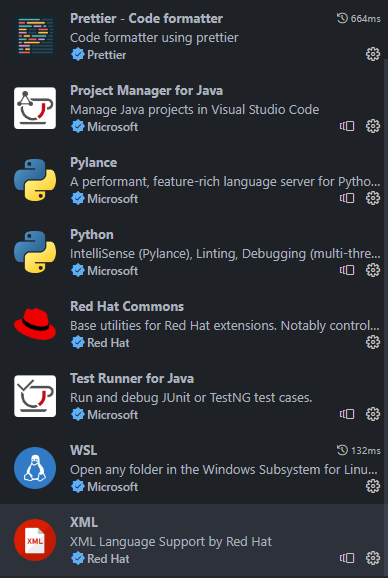 Prettier - Code formatter 664ms
Code formatter using prettier
Prettier
Project Manager for Java
Manage Java projects in Visual Studio Code
Microsoft
Pylance
A performant, feature-rich language server for Pytho...
Microsoft
Python
IntelliSense (Pylance), Linting, Debugging (multi-thre...
Microsoft
Red Hat Commons
Base utilities for Red Hat extensions. Notably control...
Red Hat
Test Runner for Java
Run and debug JUnit or TestNG test cases.
Microsoft
WSL 132ms
Open any folder in the Windows Subsystem for Linu...
Microsoft
XML
XML
XML Language Support by Red Hat
Red Hat